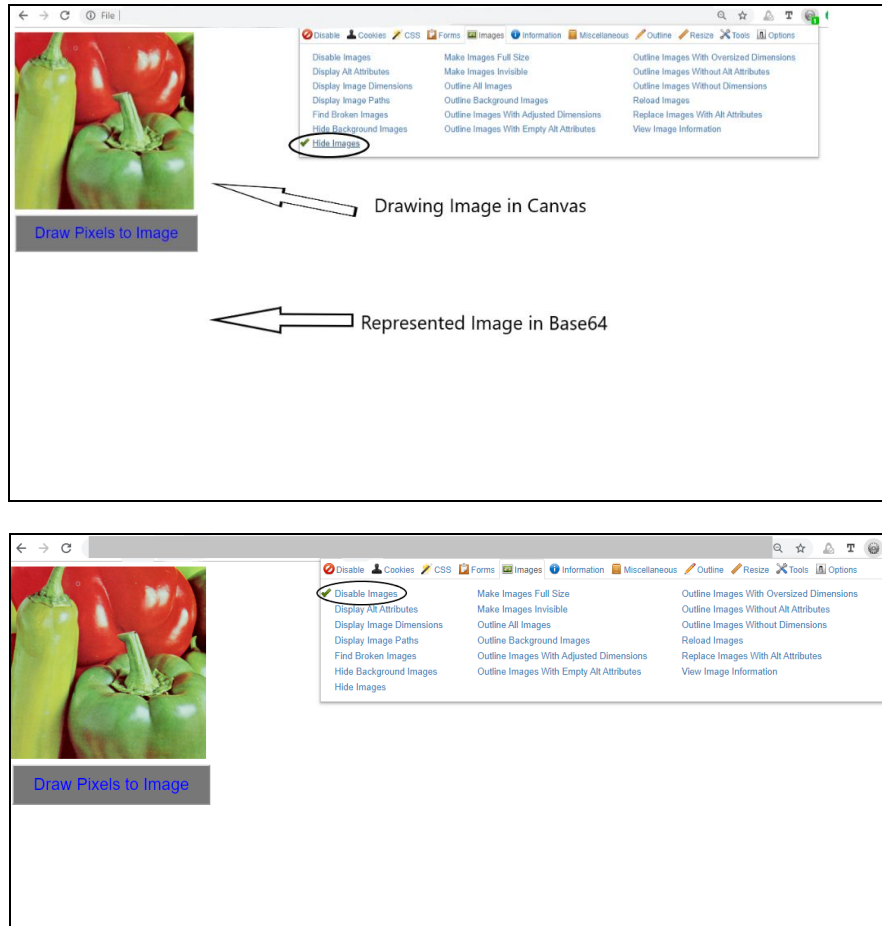 File
Disable Cookies CSS Forms Images Information Miscellaneous Outline Resize Tools Options
Disable Images Make Images Full Size Outline Images With Oversized Dimensions
Display Alt Attributes Make Images Invisible Outline Images Without Alt Attributes
Display Image Dimensions Outline All Images Outline Images Without Dimensions
Display Image Paths Outline Background Images Reload Images
Find Broken Images Outline Images With Adjusted Dimensions Replace Images With Alt Attributes
Hide Background Images Outline Images With Empty Alt Attributes View Image Information
Hide Images
Drawing Image in Canvas
Draw Pixels to Image
Represented Image in Base64
Disable Cookies CSS Forms Images Information Miscellaneous Outline Resize Tools Options
Disable Images Make Images Full Size Outline Images With Oversized Dimensions
Display Alt Attributes Make Images Invisible Outline Images Without Alt Attributes
Display Image Dimensions Outline All Images Outline Images Without Dimensions
Display Image Paths Outline Background Images Reload Images
Find Broken Images Outline Images With Adjusted Dimensions Replace Images With Alt Attributes
Hide Background Images Outline Images With Empty Alt Attributes View Image Information
Hide Images
Draw Pixels to Image